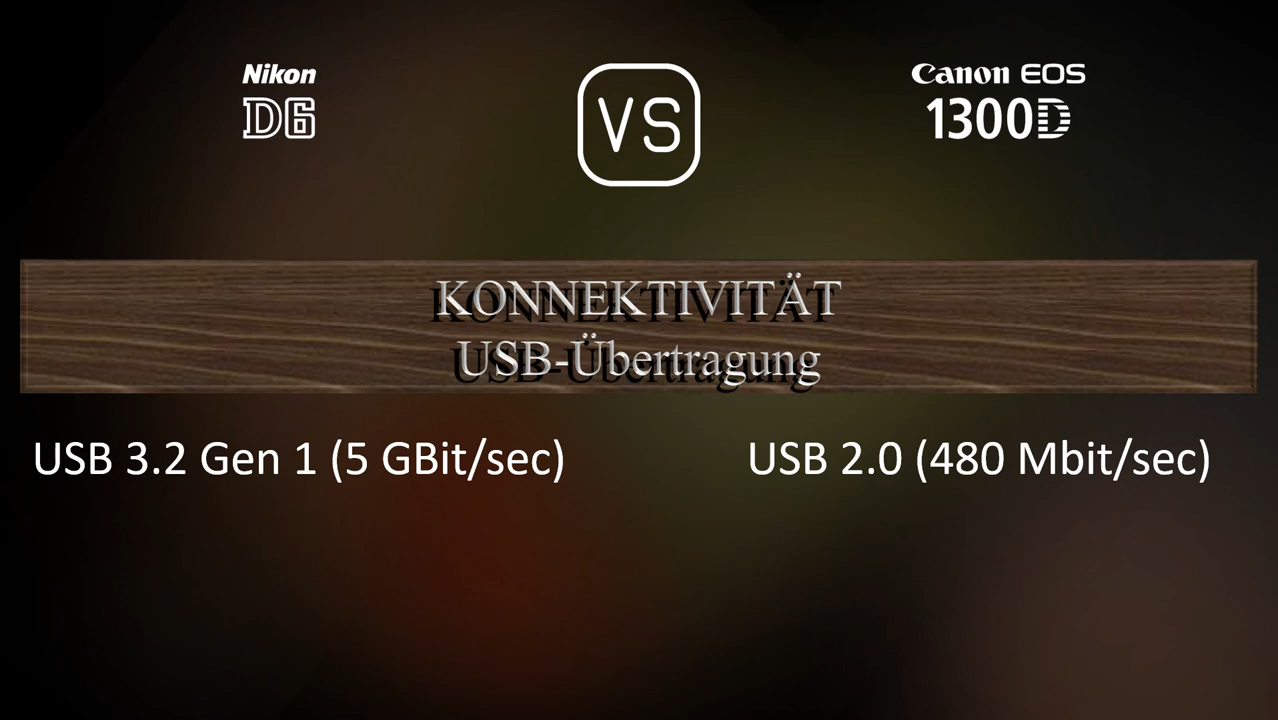 Nikon
D6
VS
Canon EOS
1300D
KONNEKTIVITÄT
USB-Übertragung
USB 3.2 Gen 1 (5 GBit/sec)
USB 2.0 (480 Mbit/sec)